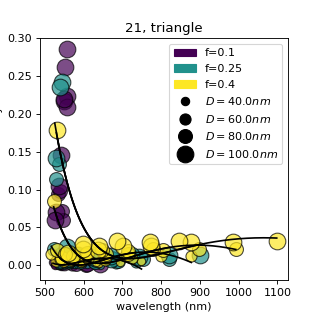 21, triangle
0.30
0.25
0.20
0.15
0.10
0.05
0.00
f=0.1
f=0.25
f=0.4
D = 40.0nm
D = 60.0nm
D = 80.0nm
D = 100.0nm
500 600 700 800 900 1000 1100
wavelength (nm)